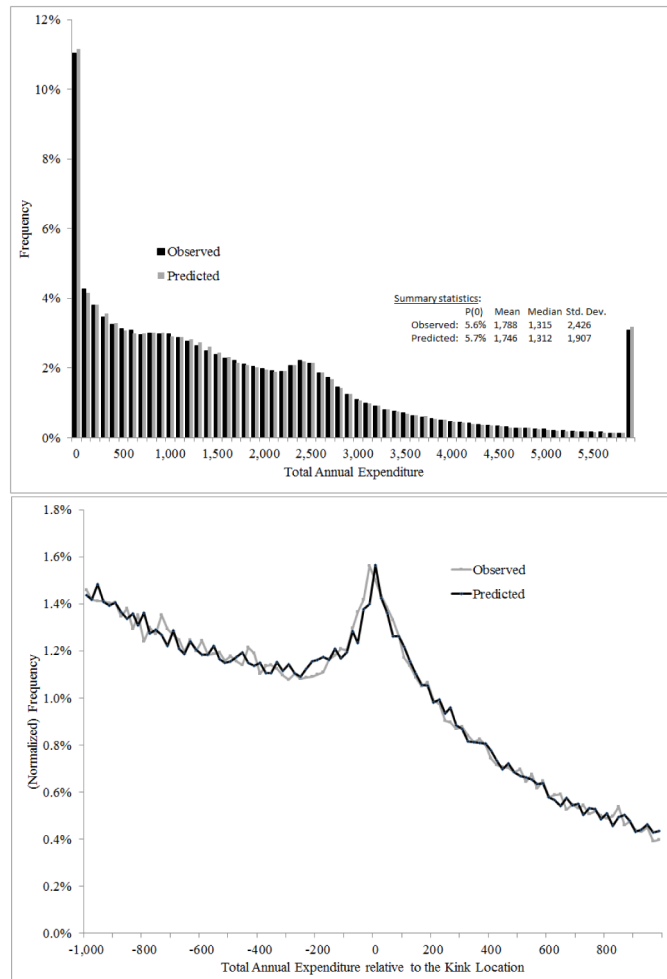 12%
10%
8%
6%
4%
2%
0%
Frequency
Observed
Predicted
Summary statistics:
P(0) Mean Median Std. Dev.
Observed: 5.6% 1,788 1,315 2,426
Predicted: 5.7% 1,746 1,312 1,907
0 500 1,000 1,500 2,000 2,500 3,000 3,500 4,000 4,500 5,000 5,500
Total Annual Expenditure
1.8%
1.6%
1.4%
1.2%
1.0%
0.8%
0.6%
0.4%
0.2%
0.0%
(Normalized) Frequency
Observed
Predicted
-1,000 -800 -600 -400 -200 0 200 400 600 800
Total Annual Expenditure relative to the Kink Location